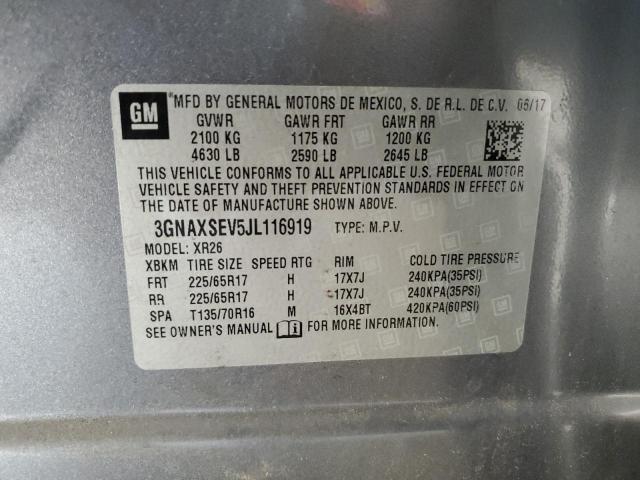 GM
MFD BY GENERAL MOTORS DE MEXICO, S. DE R.L. DE C.V. 06/17
GVWR GAWR FRT GAWR RR
2100 KG 1175 KG 1200 KG
4630 LB 2590 LB 2645 LB
THIS VEHICLE CONFORMS TO ALL APPLICABLE U.S. FEDERAL MOTOR
VEHICLE SAFETY AND THEFT PREVENTION STANDARDS IN EFFECT ON
THE DATE OF MANUFACTURE SHOWN ABOVE.
3GNAXSEV5JL116919 TYPE: M.P.V.
MODEL: XR26
XBKM TIRE SIZE SPEED RTG RIM COLD TIRE PRESSURE
FRT 225/65R17 H 17X7J 240KPA(35PSI)
RR 225/65R17 H 17X7J 240KPA(35PSI)
SPA T135/70R16 M 16X4BT 420KPA(60PSI)
SEE OWNER'S MANUAL FOR MORE INFORMATION.